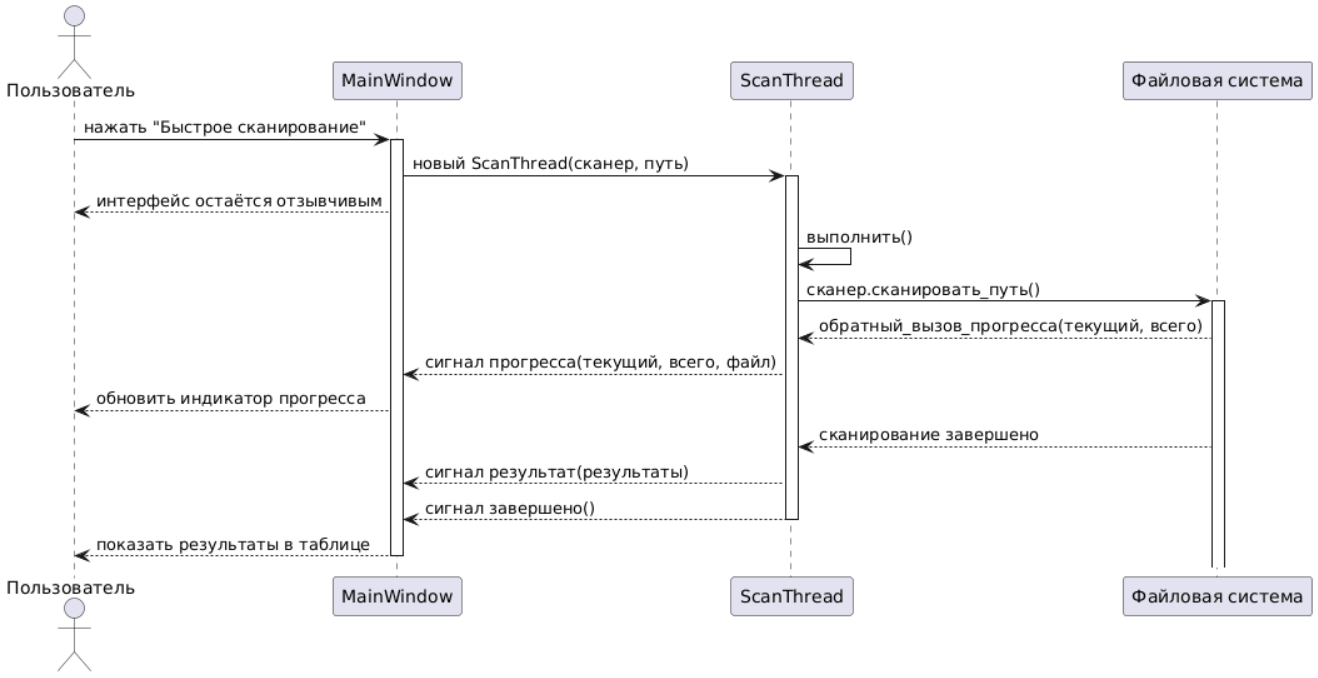 Пользователь
MainWindow
ScanThread
Файловая система
нажать "Быстрое сканирование"
новый ScanThread(сканер, путь)
интерфейс остаётся отзывчивым
выполнить()
сканер.сканировать_путь()
обратный_вызов_прогресса(текущий, всего)
сигнал прогресса(текущий, всего, файл)
обновить индикатор прогресса
сканирование завершено
сигнал результат(результаты)
сигнал завершено()
показать результаты в таблице
Пользователь
MainWindow
ScanThread
Файловая система